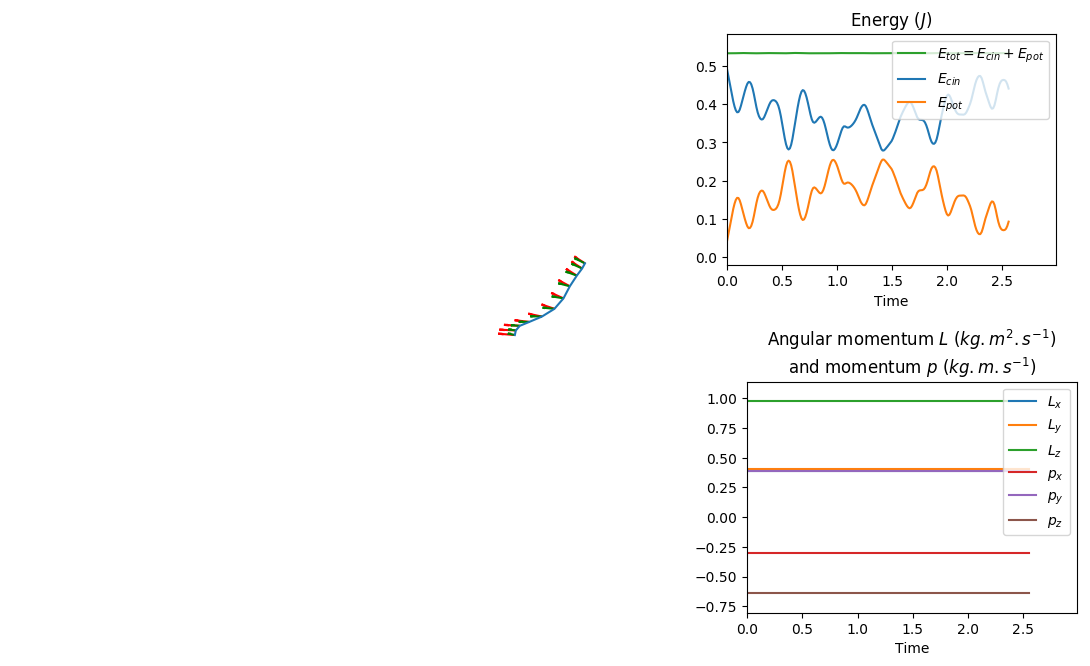 Energy (J)
E_tot = E_cin + E_pot
E_cin
E_pot
0.5
0.4
0.3
0.2
0.1
0.0
0.0 0.5 1.0 1.5 2.0 2.5
Time
Angular momentum L (kg.m².s⁻¹)
and momentum p (kg.m.s⁻¹)
L_x
L_y
L_z
p_x
p_y
p_z
1.00
0.75
0.50
0.25
0.00
−0.25
−0.50
−0.75
0.0 0.5 1.0 1.5 2.0 2.5
Time